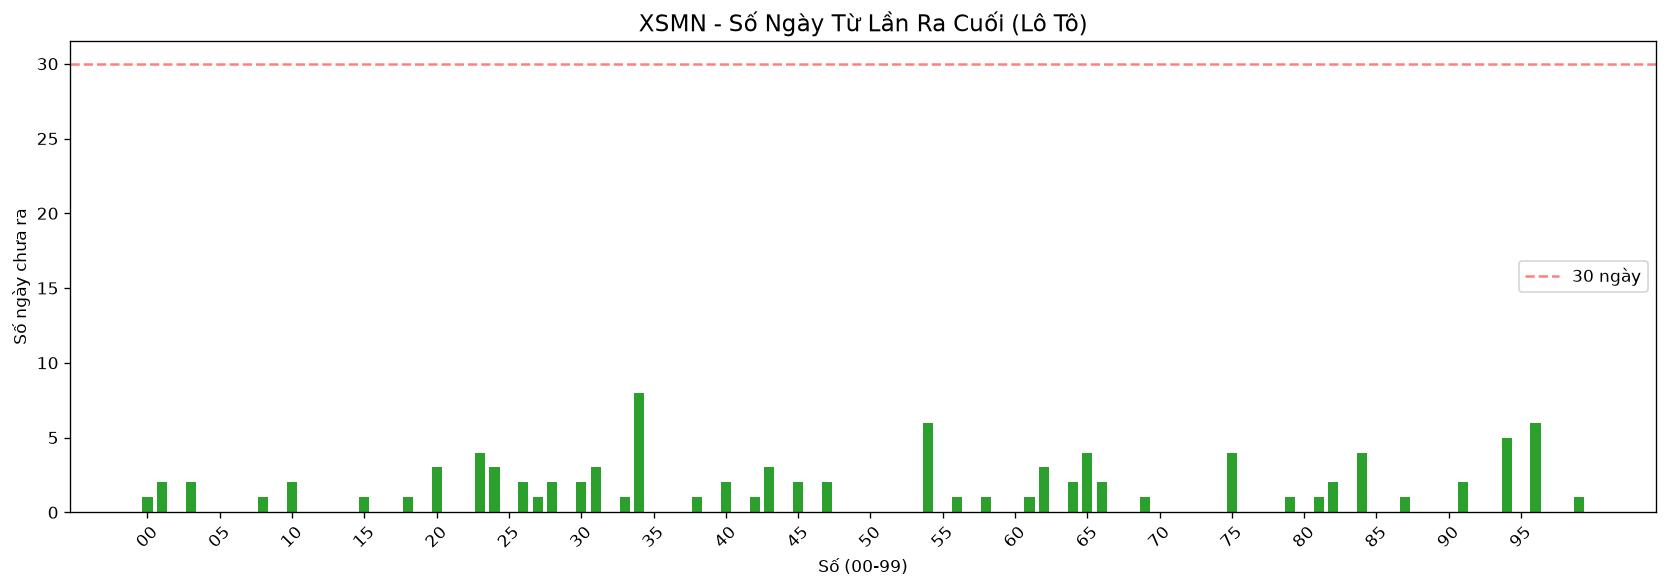 XSMN - Số Ngày Từ Lần Ra Cuối (Lô Tô)
Số ngày chưa ra
30
25
20
15
10
5
0
30 ngày
00 05 10 15 20 25 30 35 40 45 50 55 60 65 70 75 80 85 90 95
Số (00-99)